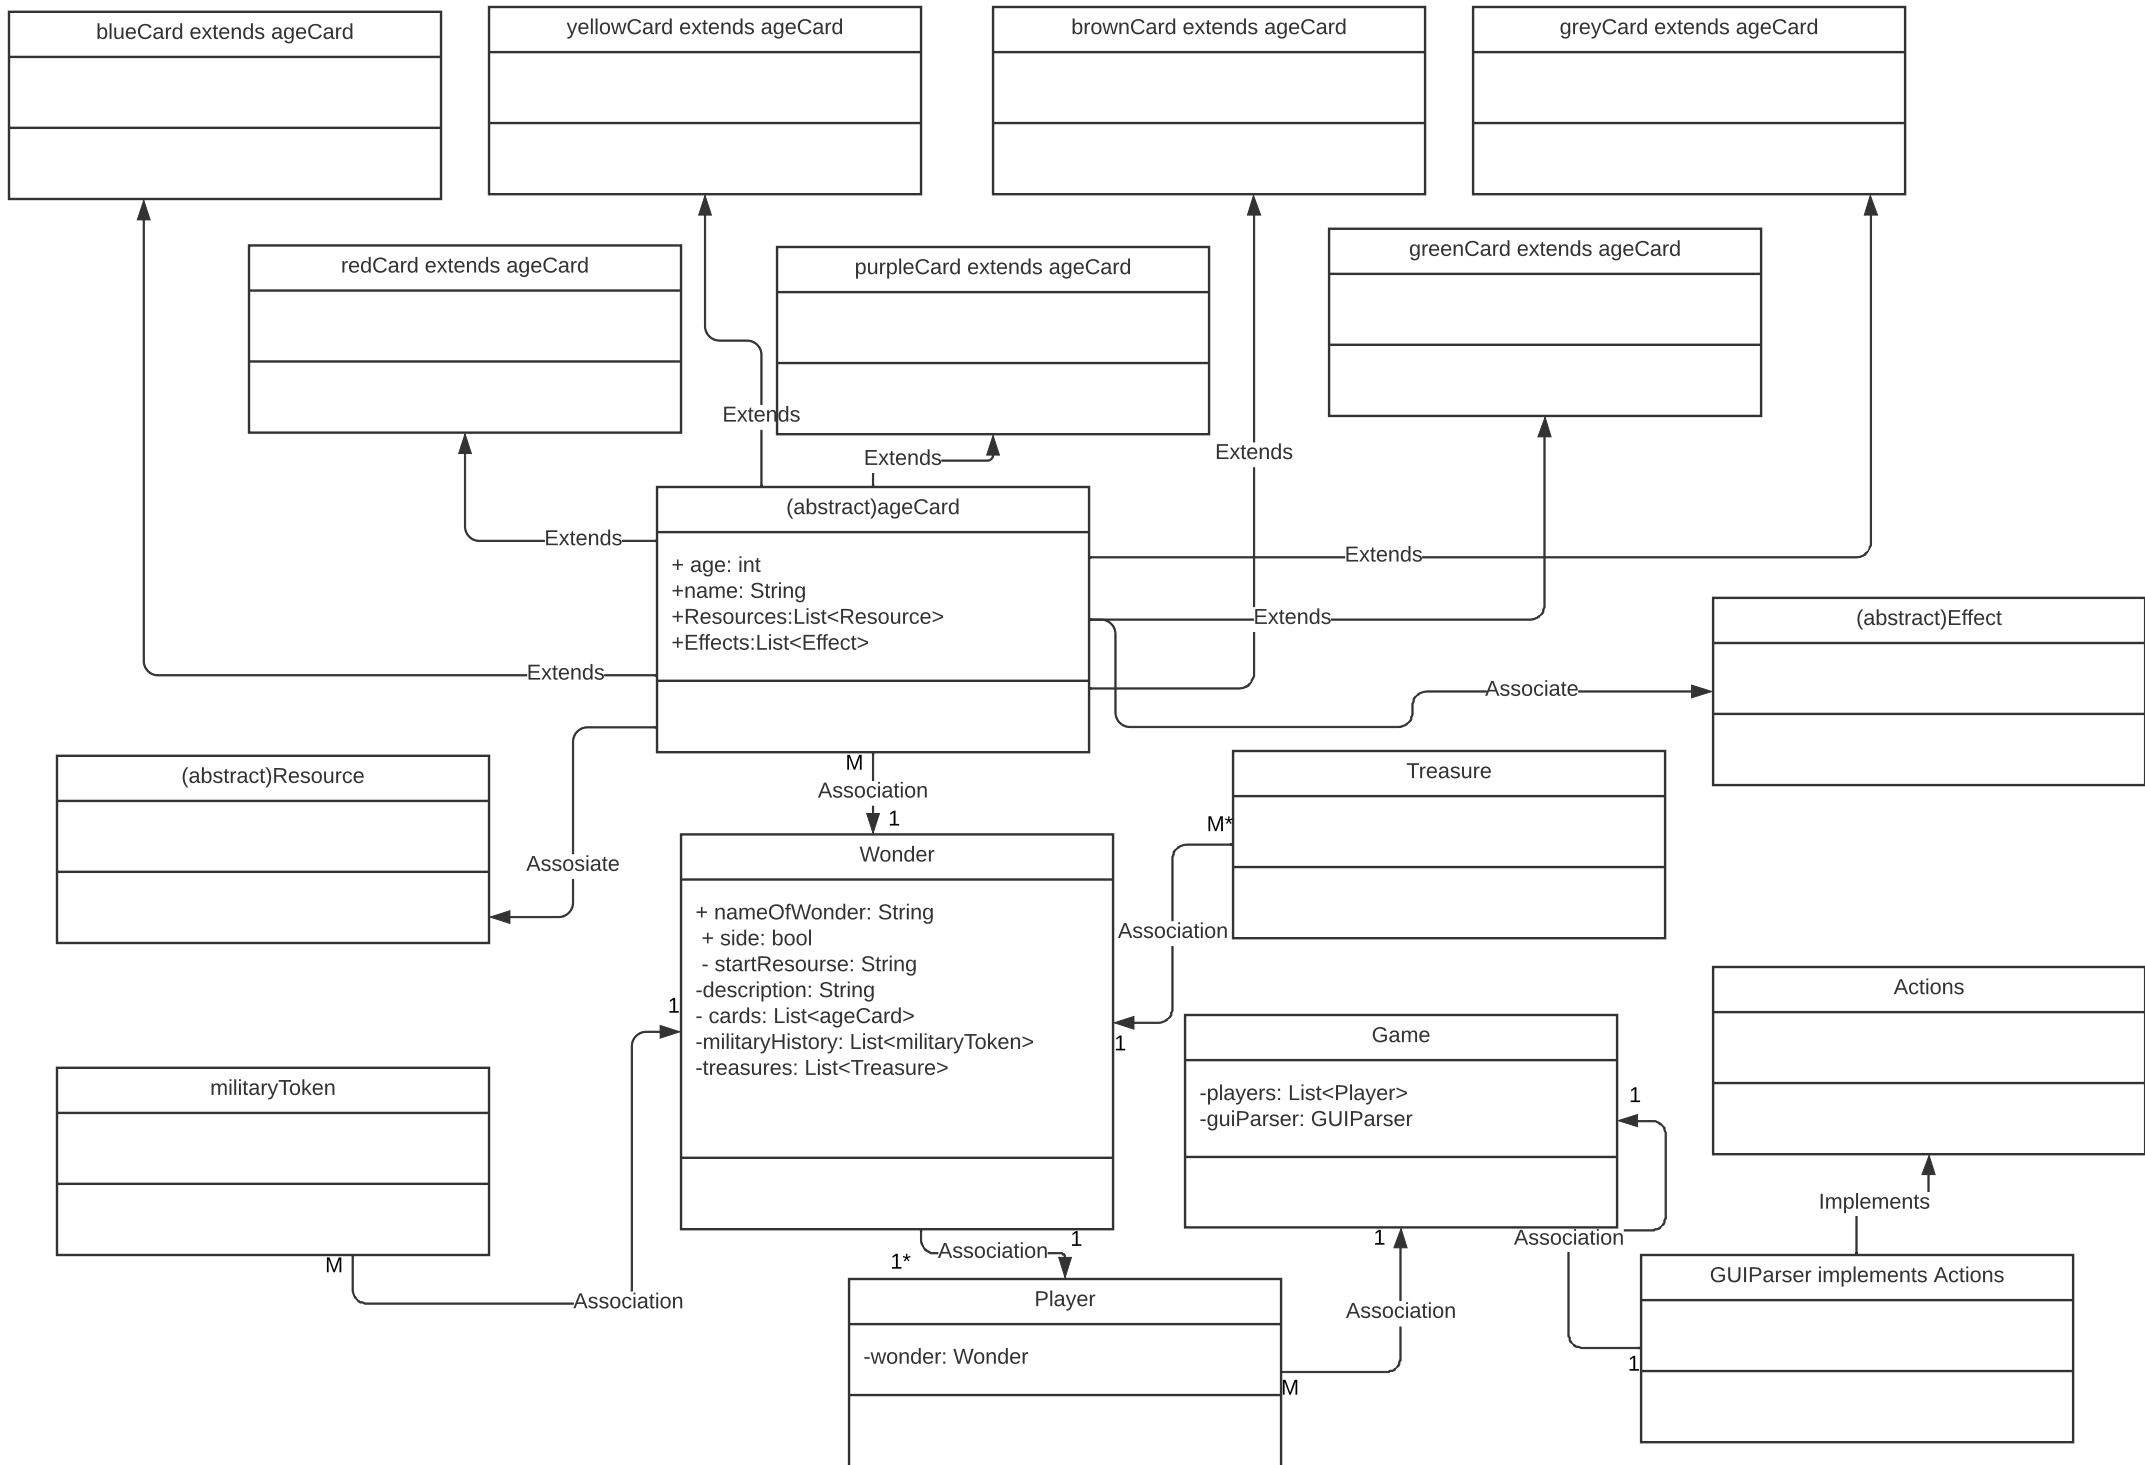 blueCard extends ageCard
yellowCard extends ageCard
brownCard extends ageCard
greyCard extends ageCard
redCard extends ageCard
purpleCard extends ageCard
greenCard extends ageCard
Extends
Extends
Extends
(abstract)ageCard
+ age: int
+name: String
+Resources:List<Resource>
+Effects:List<Effect>
Extends
Extends
Extends
Extends
(abstract)Effect
Associate
(abstract)Resource
Assosiate
M
Association
1
Treasure
M*
Association
1
Wonder
+ nameOfWonder: String
+ side: bool
- startResourse: String
-description: String
- cards: List<ageCard>
-militaryHistory: List<militaryToken>
-treasures: List<Treasure>
1
militaryToken
M
Association
Actions
Game
-players: List<Player>
-guiParser: GUIParser
1
Implements
Association
1
1*
Association
1
GUIParser implements Actions
1
Player
-wonder: Wonder
Association
M